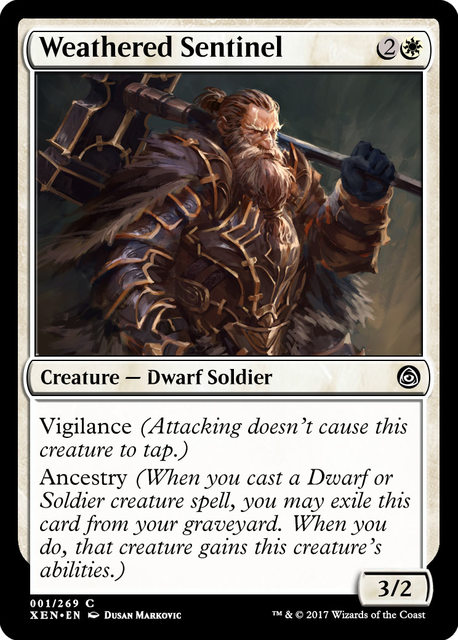 Weathered Sentinel 2
Creature — Dwarf Soldier
Vigilance (Attacking doesn't cause this
creature to tap.)
Ancestry (When you cast a Dwarf or
Soldier creature spell, you may exile this
card from your graveyard. When you
do, that creature gains this creature's
abilities.)
3/2
001/269 C
XEN•EN Dusan Markovic
™ & © 2017 Wizards of the Coast